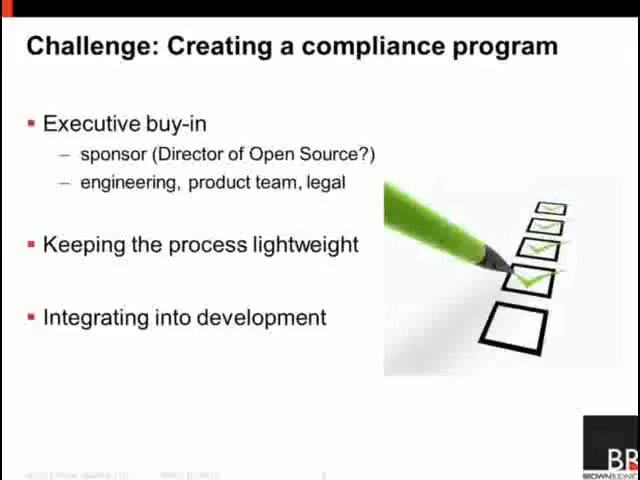 Challenge: Creating a compliance program
Executive buy-in
– sponsor (Director of Open Source?)
– engineering, product team, legal
Keeping the process lightweight
Integrating into development
BR